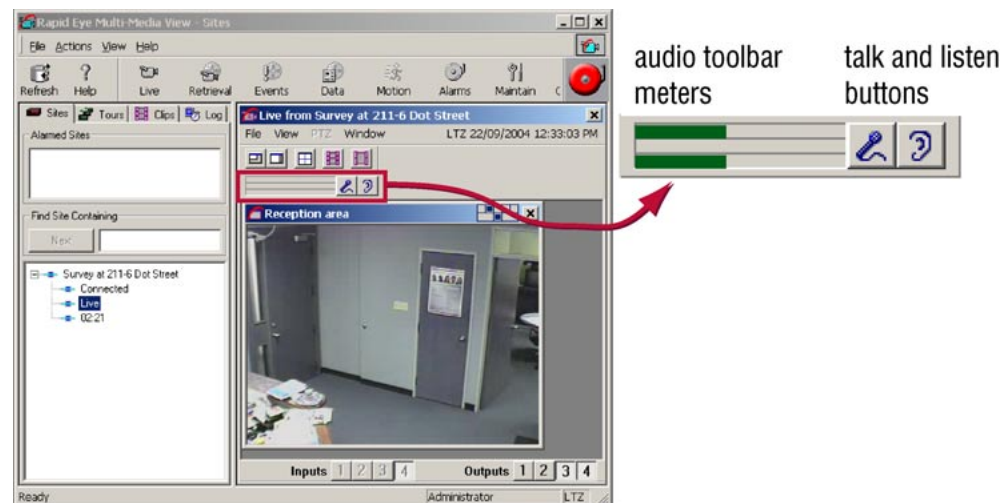 Rapid Eye Multi-Media View - Sites
File Actions View Help
Refresh Help Live Retrieval Events Data Motion Alarms Maintain C
Sites Tours Clips Log
Alarmed Sites
Find Site Containing
Next
Survey at 211-6 Dot Street
Connected
Live
02:21
Live from Survey at 211-6 Dot Street
File View PTZ Window LTZ 22/09/2004 12:33:03 PM
Reception area
Inputs 1 2 3 4 Outputs 1 2 3 4
Ready Administrator LTZ
audio toolbar
meters
talk and listen
buttons